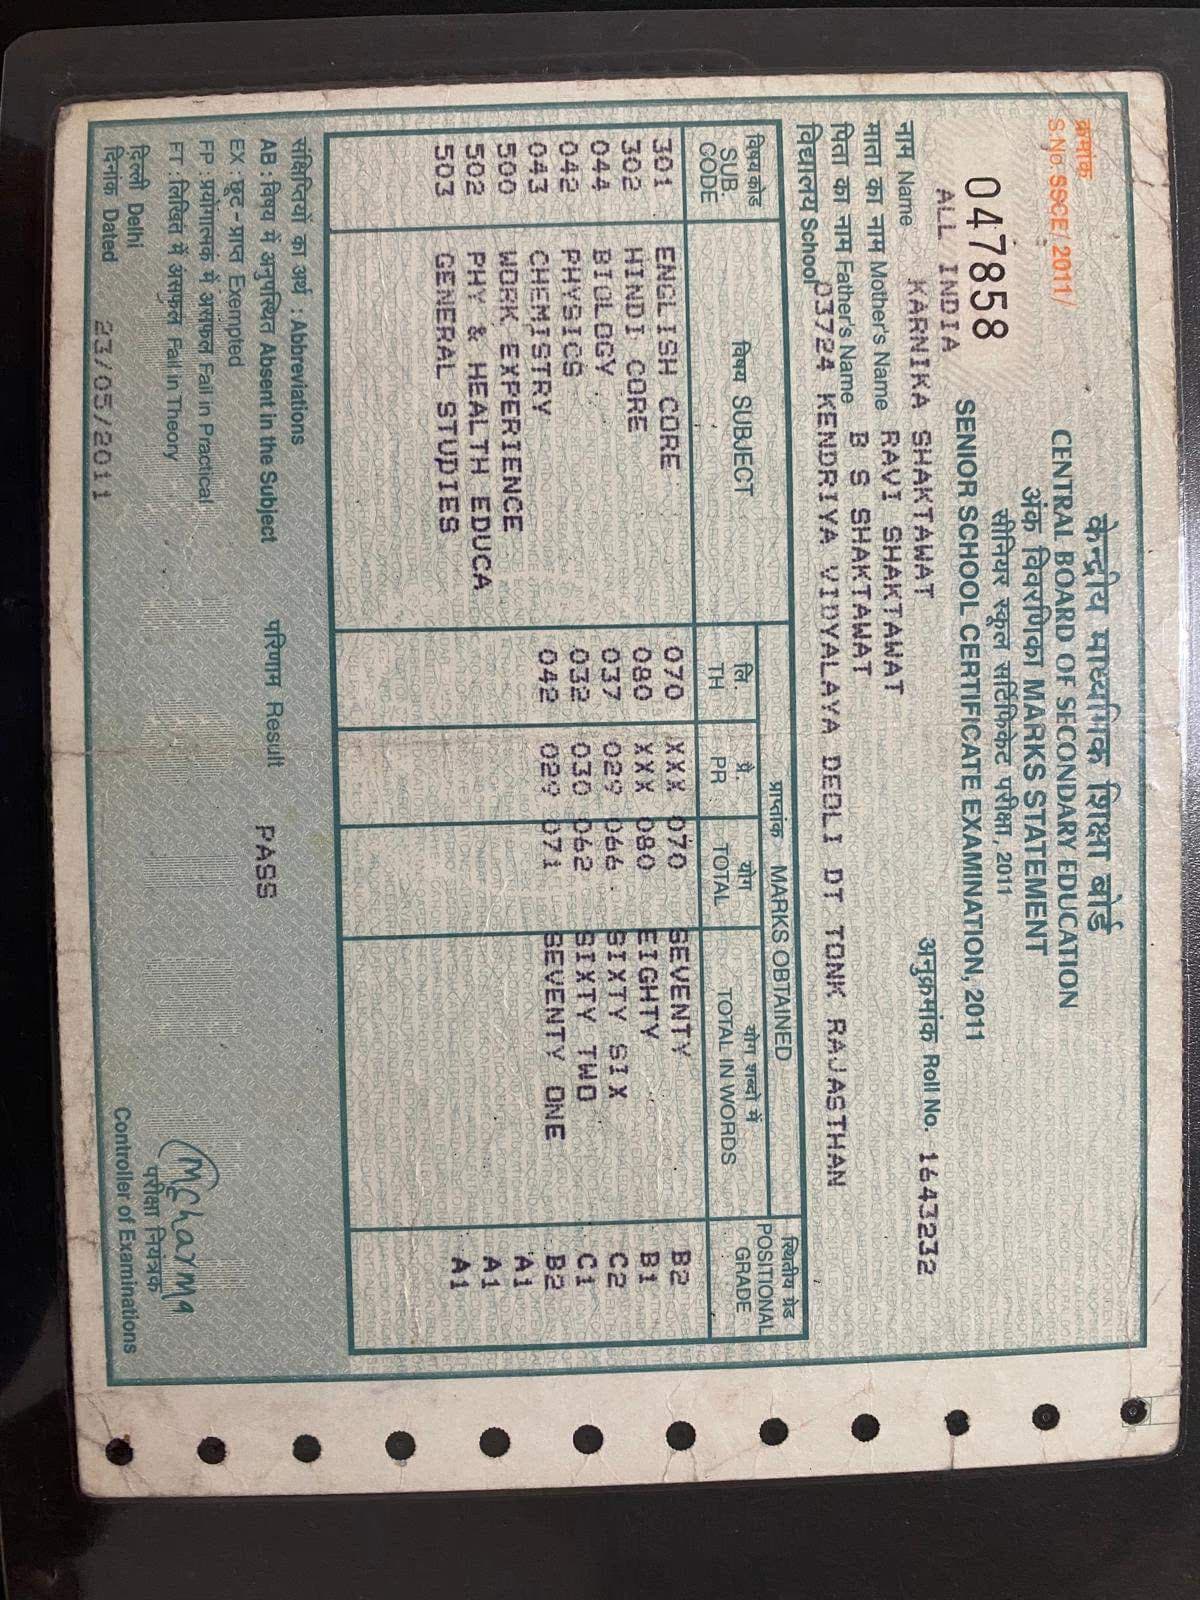 क्रमांक
S.No. SSCE/2011/
047858
ALL INDIA
केन्द्रीय माध्यमिक शिक्षा बोर्ड
CENTRAL BOARD OF SECONDARY EDUCATION
अंक विवरणिका MARKS STATEMENT
सीनियर स्कूल सर्टिफिकेट परीक्षा, 2011
SENIOR SCHOOL CERTIFICATE EXAMINATION, 2011
नाम Name KARNIKA SHAKTAWAT अनुक्रमांक Roll No. 1643232
माता का नाम Mother's Name RAVI SHAKTAWAT
पिता का नाम Father's Name B S SHAKTAWAT
विद्यालय School 03724 KENDRIYA VIDYALAYA DEOLI DT TONK RAJASTHAN
विषय कोड SUB. CODE विषय SUBJECT प्राप्तांक MARKS OBTAINED स्थितीय ग्रेड POSITIONAL GRADE
लि. TH प्रै. PR योग TOTAL योग शब्दों में TOTAL IN WORDS
301 ENGLISH CORE 070 XXX 070 SEVENTY B2
302 HINDI CORE 080 XXX 080 EIGHTY B1
044 BIOLOGY 037 029 066 SIXTY SIX C2
042 PHYSICS 032 030 062 SIXTY TWO C1
043 CHEMISTRY 042 029 071 SEVENTY ONE B2
500 WORK EXPERIENCE A1
502 PHY & HEALTH EDUCA A1
503 GENERAL STUDIES A1
संक्षिप्तियों का अर्थ : Abbreviations
AB : विषय में अनुपस्थित Absent in the Subject परिणाम Result PASS
EX : छूट-प्राप्त Exempted
FP : प्रयोगात्मक में असफल Fail in Practical
FT : लिखित में असफल Fail in Theory
दिल्ली Delhi
दिनांक Dated 23/05/2011
MCharma
परीक्षा नियंत्रक
Controller of Examinations